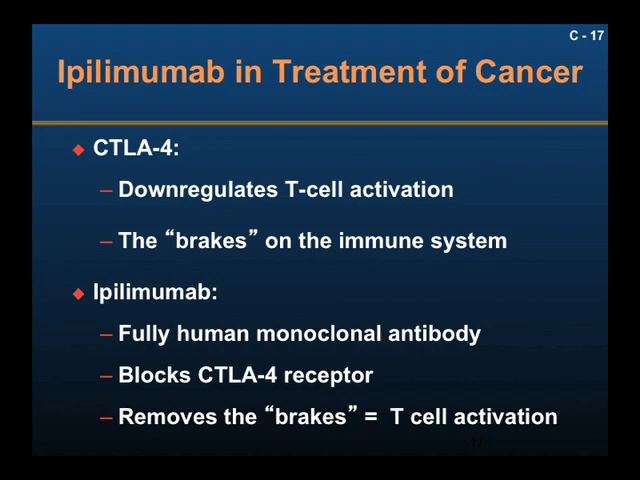 C - 17
Ipilimumab in Treatment of Cancer
◆ CTLA-4:
– Downregulates T-cell activation
– The “brakes” on the immune system
◆ Ipilimumab:
– Fully human monoclonal antibody
– Blocks CTLA-4 receptor
– Removes the “brakes” = T cell activation
17